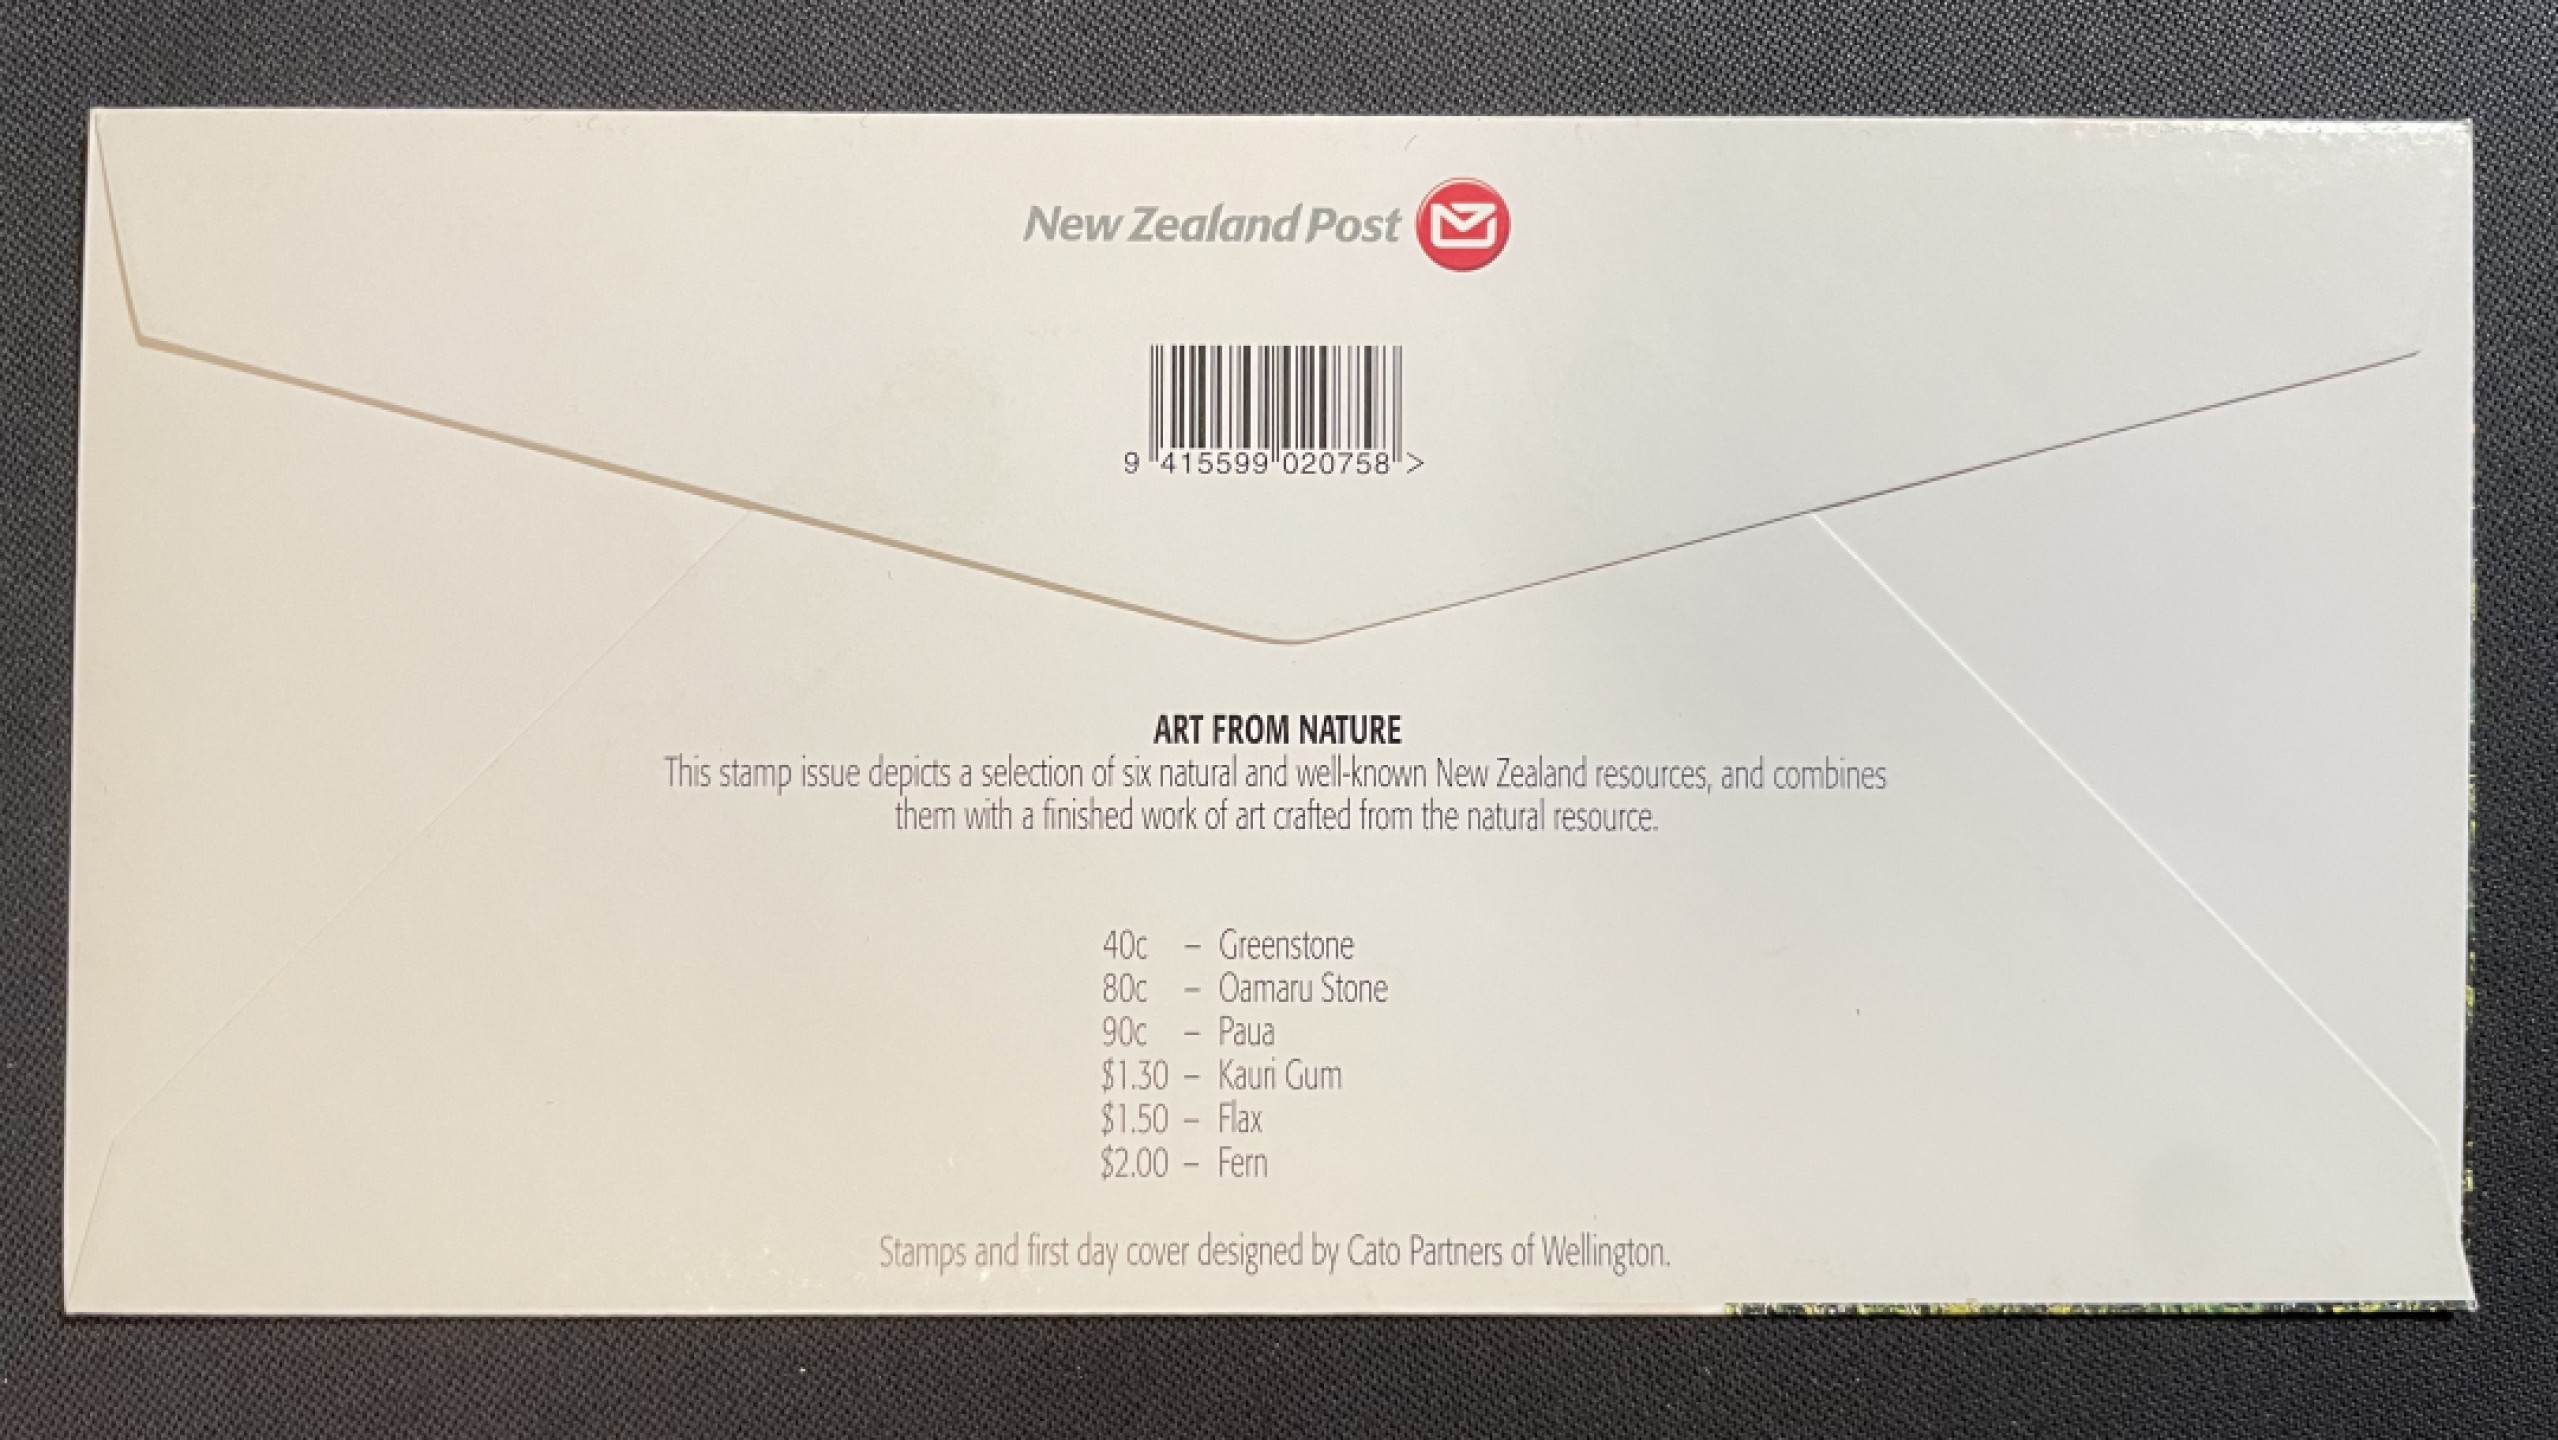 New Zealand Post
9 415599 020758 >
ART FROM NATURE
This stamp issue depicts a selection of six natural and well-known New Zealand resources, and combines
them with a finished work of art crafted from the natural resource.
40c – Greenstone
80c – Oamaru Stone
90c – Paua
$1.30 – Kauri Gum
$1.50 – Flax
$2.00 – Fern
Stamps and first day cover designed by Cato Partners of Wellington.